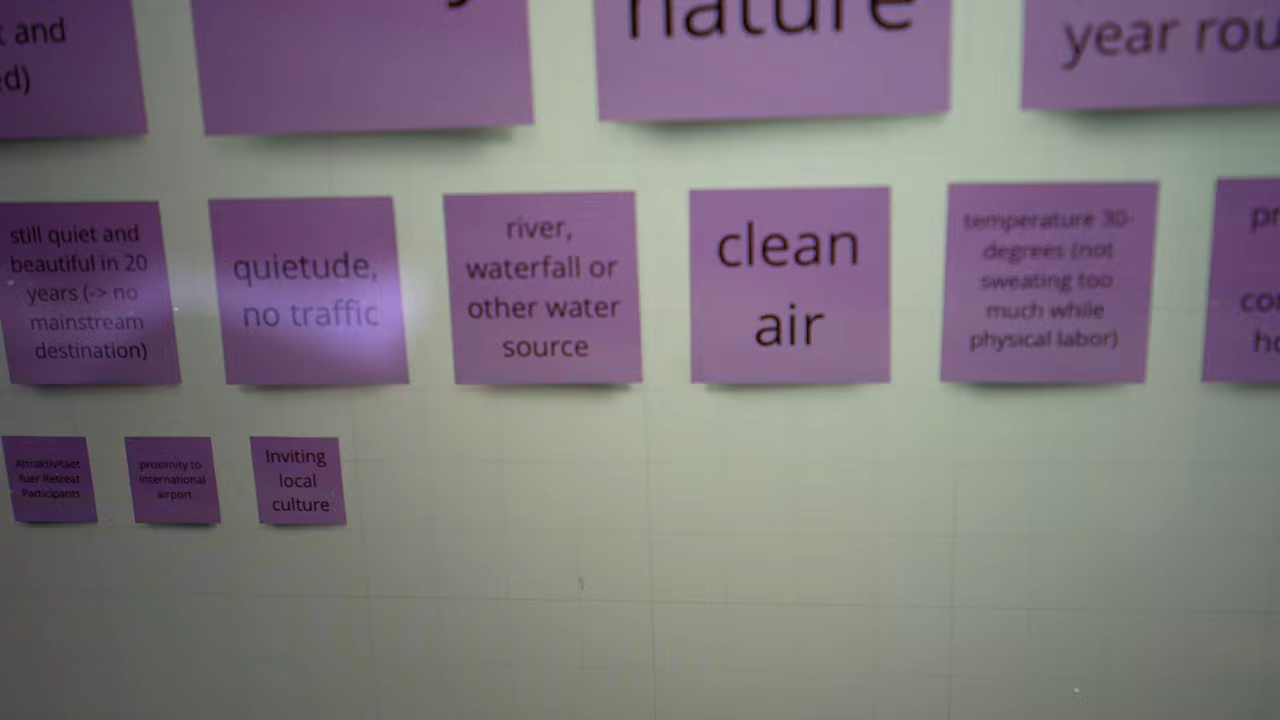 t and
ed)
nature
year rou
still quiet and
beautiful in 20
years (-> no
mainstream
destination)
quietude,
no traffic
river,
waterfall or
other water
source
clean
air
temperature 30-
degrees (not
sweating too
much while
physical labor)
Attraktivitaet
fuer Retreat
Participants
proximity to
international
airport
Inviting
local
culture